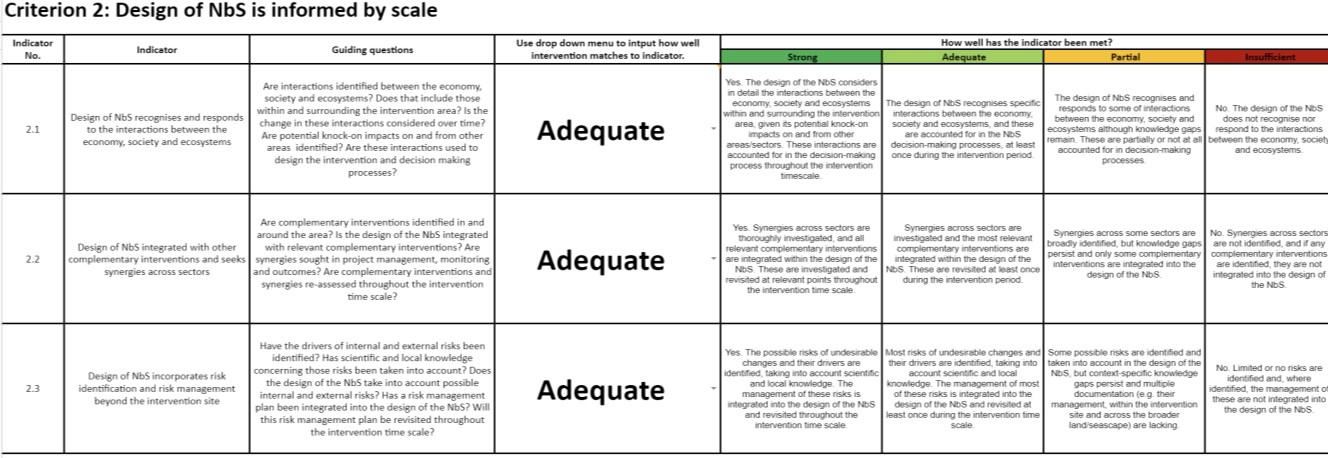 Criterion 2: Design of NbS is informed by scale
Indicator
No.
Indicator
Guiding questions
Use drop down menu to intput how well
intervention matches to indicator.
How well has the indicator been met?
Strong
Adequate
Partial
Insufficient
2.1
Design of NbS recognises and responds
to the interactions between the
economy, society and ecosystems
Are interactions identified between the economy,
society and ecosystems? Does that include those
within and surrounding the intervention area? Is the
change in these interactions considered over time?
Are potential knock-on impacts on and from other
areas identified? Are these interactions used to
design the intervention and decision making
processes?
Adequate
Yes. The design of the NbS considers
in detail the interactions between the
economy, society and ecosystems
within and surrounding the intervention
area, given its potential knock-on
impacts on and from other
areas/sectors. These interactions are
accounted for in the decision-making
process throughout the intervention
timescale.
The design of NbS recognises specific
interactions between the economy,
society and ecosystems, and these
are accounted for in the NbS
decision-making processes, at least
once during the intervention period.
The design of NbS recognises and
responds to some of interactions
between the economy, society and
ecosystems although knowledge gaps
remain. These are partially or not at all
accounted for in decision-making
processes.
No. The design of the NbS
does not recognise nor
respond to the interactions
between the economy, society
and ecosystems.
2.2
Design of NbS integrated with other
complementary interventions and seeks
synergies across sectors
Are complementary interventions identified in and
around the area? Is the design of the NbS integrated
with relevant complementary interventions? Are
synergies sought in project management, monitoring
and outcomes? Are complementary interventions and
synergies re-assessed throughout the intervention
time scale?
Adequate
Yes. Synergies across sectors are
thoroughly investigated, and all
relevant complementary interventions
are integrated within the design of the
NbS. These are investigated and
revisited at relevant points throughout
the intervention time scale.
Synergies across sectors are
investigated and the most relevant
complementary interventions are
integrated within the design of the
NbS. These are revisited at least once
during the intervention period.
Synergies across some sectors are
broadly identified, but knowledge gaps
persist and only some complementary
interventions are integrated into the
design of the NbS.
No. Synergies across sectors
are not identified, and if any
complementary interventions
are identified, they are not
integrated into the design of
the NbS.
2.3
Design of NbS incorporates risk
identification and risk management
beyond the intervention site
Have the drivers of internal and external risks been
identified? Has scientific and local knowledge
concerning those risks been taken into account? Does
the design of the NbS take into account possible
internal and external risks? Has a risk management
plan been integrated into the design of the NbS? Will
this risk management plan be revisited throughout
the intervention time scale?
Adequate
Yes. The possible risks of undesirable
changes and their drivers are
identified, taking into account scientific
and local knowledge. The
management of these risks is
integrated into the design of the NbS
and revisited throughout the
intervention time scale.
Most risks of undesirable changes and
their drivers are identified, taking into
account scientific and local
knowledge. The management of most
of these risks is integrated into the
design of the NbS and revisited at
least once during the intervention time
scale.
Some possible risks are identified and
taken into account in the design of the
NbS, but context-specific knowledge
gaps persist and multiple
documentation (e.g. their
management, within the intervention
site and across the broader
land/seascape) are lacking.
No. Limited or no risks are
identified and, where
identified, the management of
these are not integrated into
the design of the NbS.